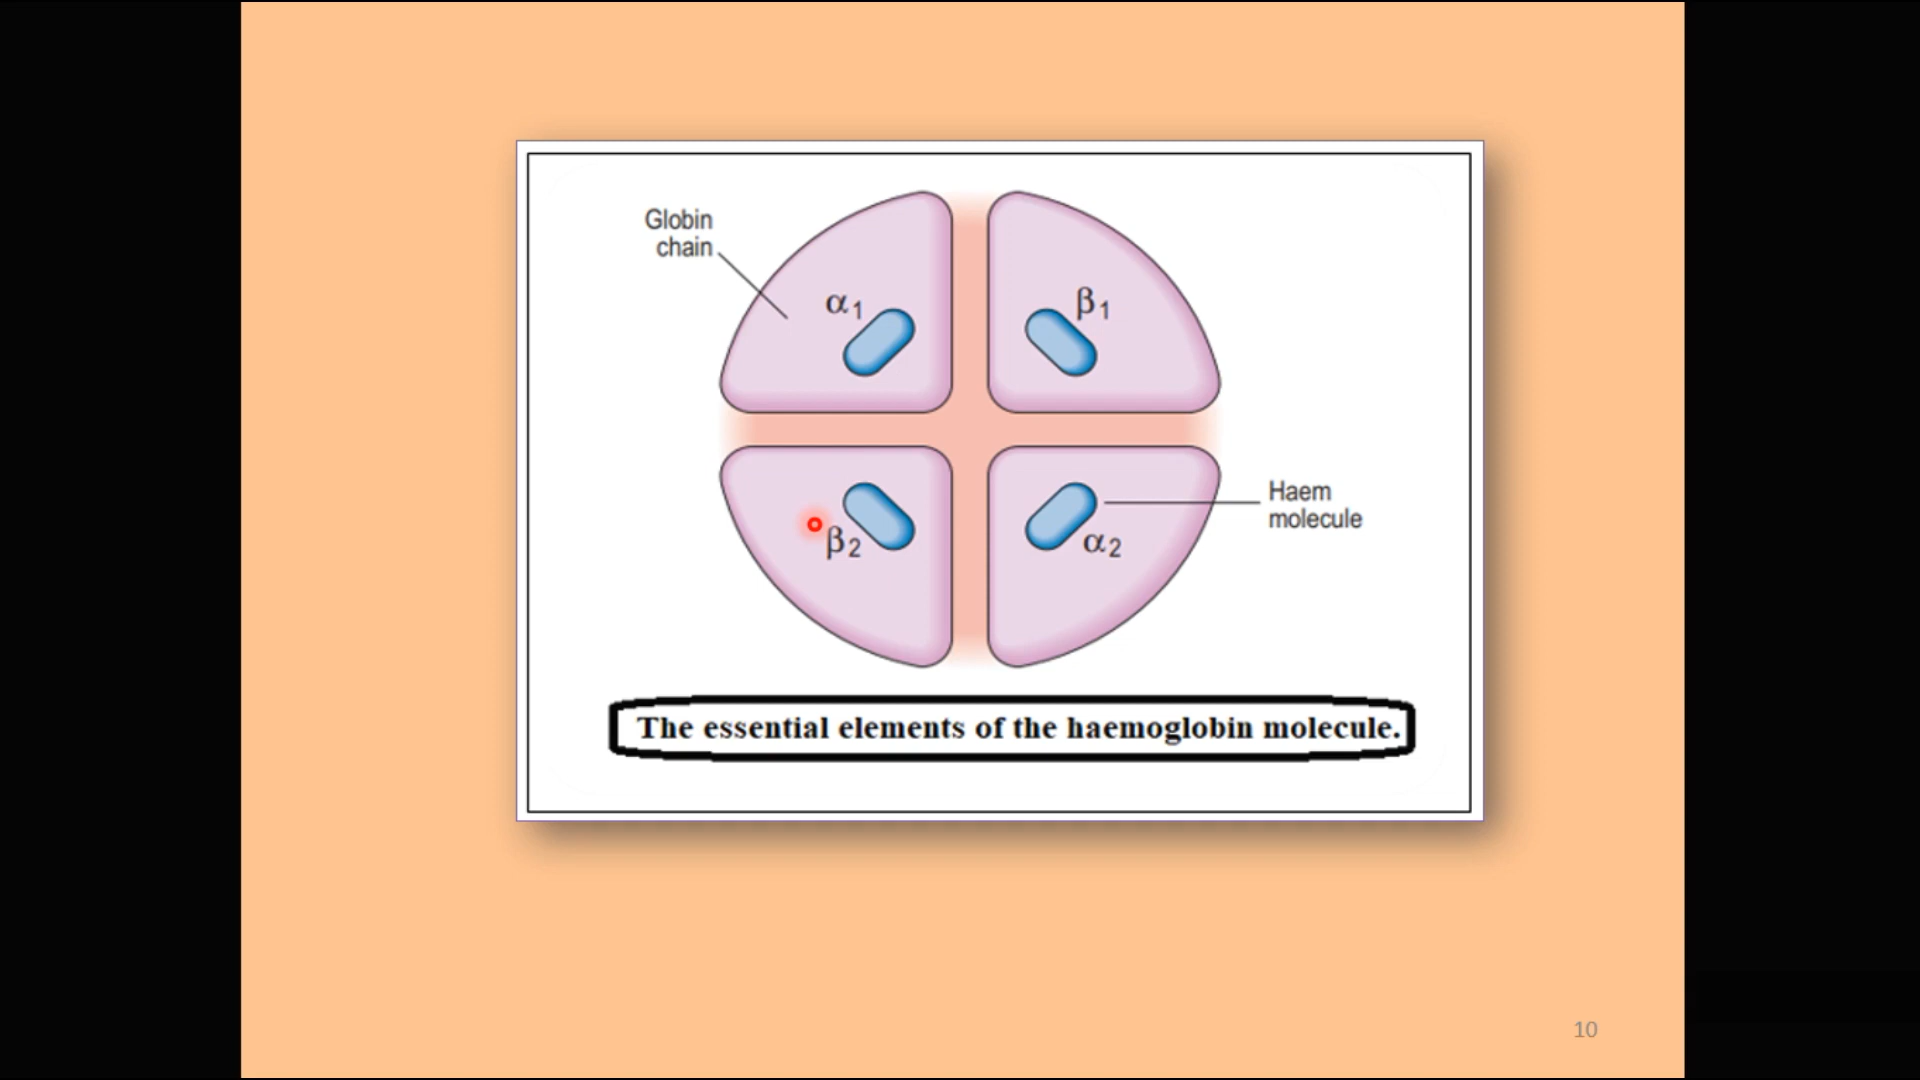 Globin
chain
α1
β1
Haem
molecule
β2
α2
The essential elements of the haemoglobin molecule.
10